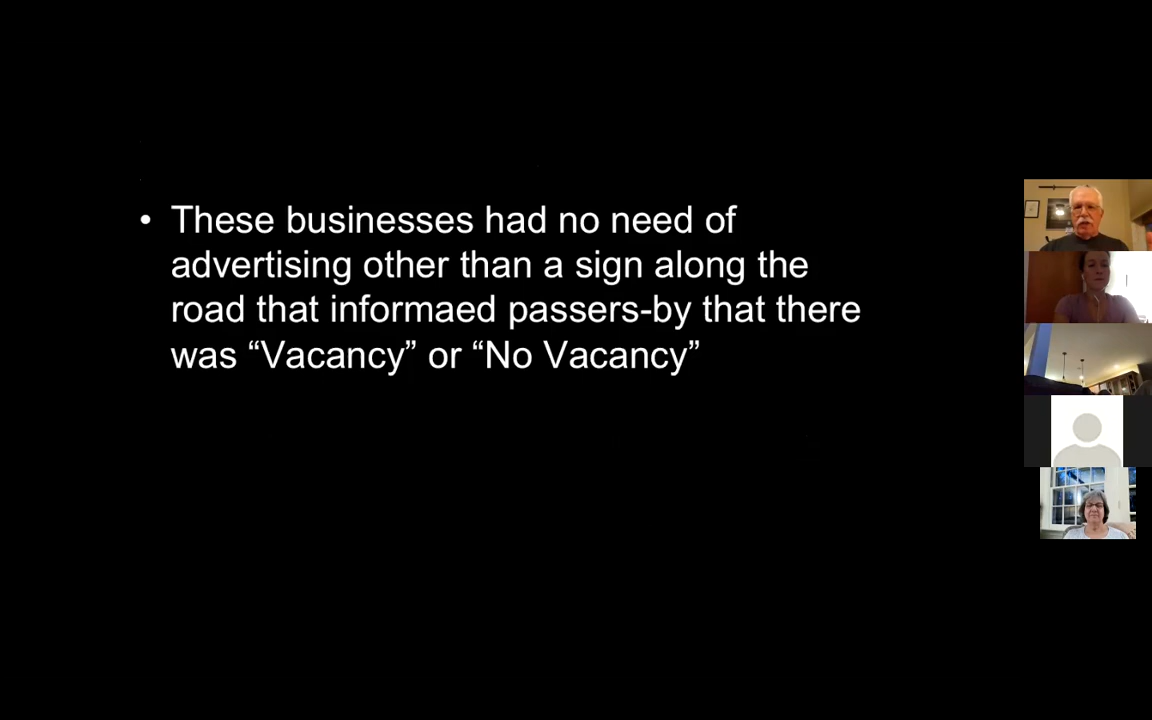 • These businesses had no need of
advertising other than a sign along the
road that informaed passers-by that there
was “Vacancy” or “No Vacancy”